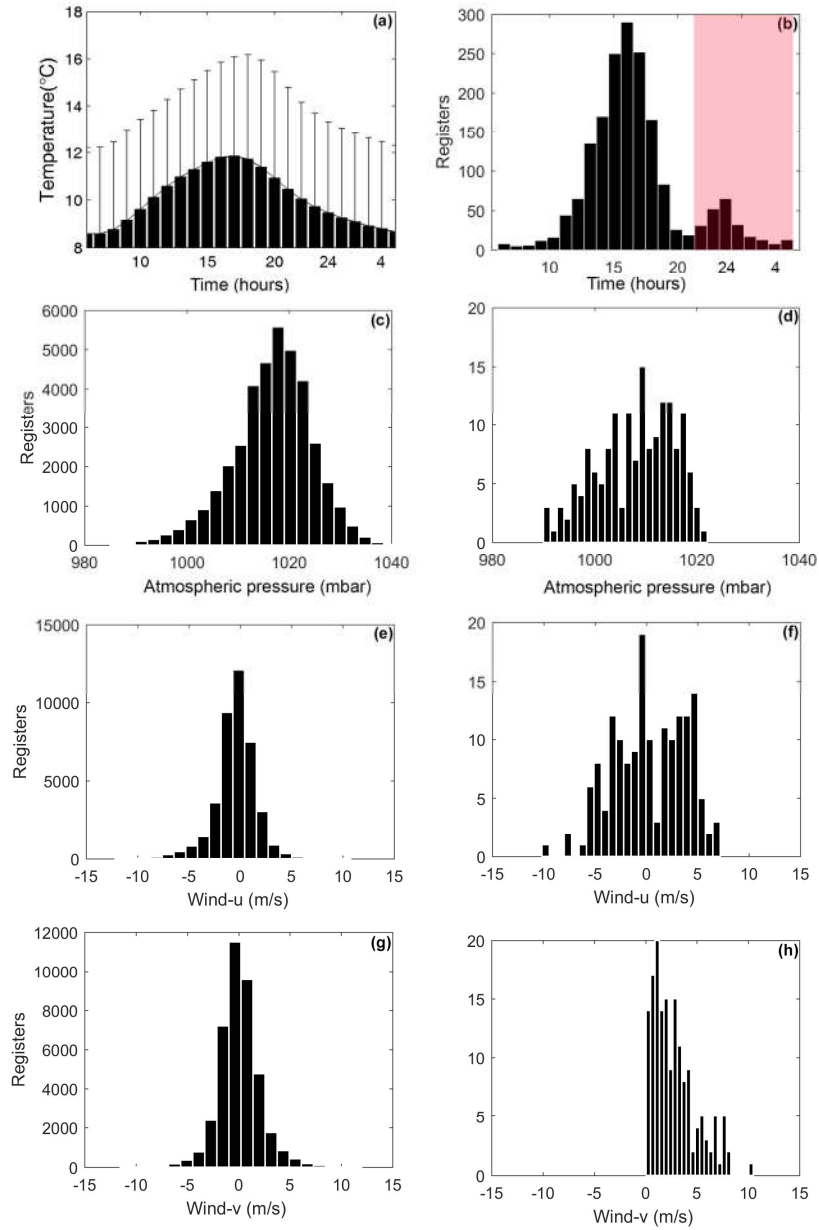 (a)
18
16
14
12
10
8
Temperature(°C)
10 15 20 24 4
Time (hours)
(b)
300
250
200
150
100
50
0
Registers
10 15 20 24 4
Time (hours)
(c)
6000
5000
4000
3000
2000
1000
0
Registers
980 1000 1020 1040
Atmospheric pressure (mbar)
(d)
20
15
10
5
0
980 1000 1020 1040
Atmospheric pressure (mbar)
(e)
15000
10000
5000
0
Registers
-15 -10 -5 0 5 10 15
Wind-u (m/s)
(f)
20
15
10
5
0
-15 -10 -5 0 5 10 15
Wind-u (m/s)
(g)
12000
10000
8000
6000
4000
2000
0
Registers
-15 -10 -5 0 5 10 15
Wind-v (m/s)
(h)
20
15
10
5
0
-15 -10 -5 0 5 10 15
Wind-v (m/s)